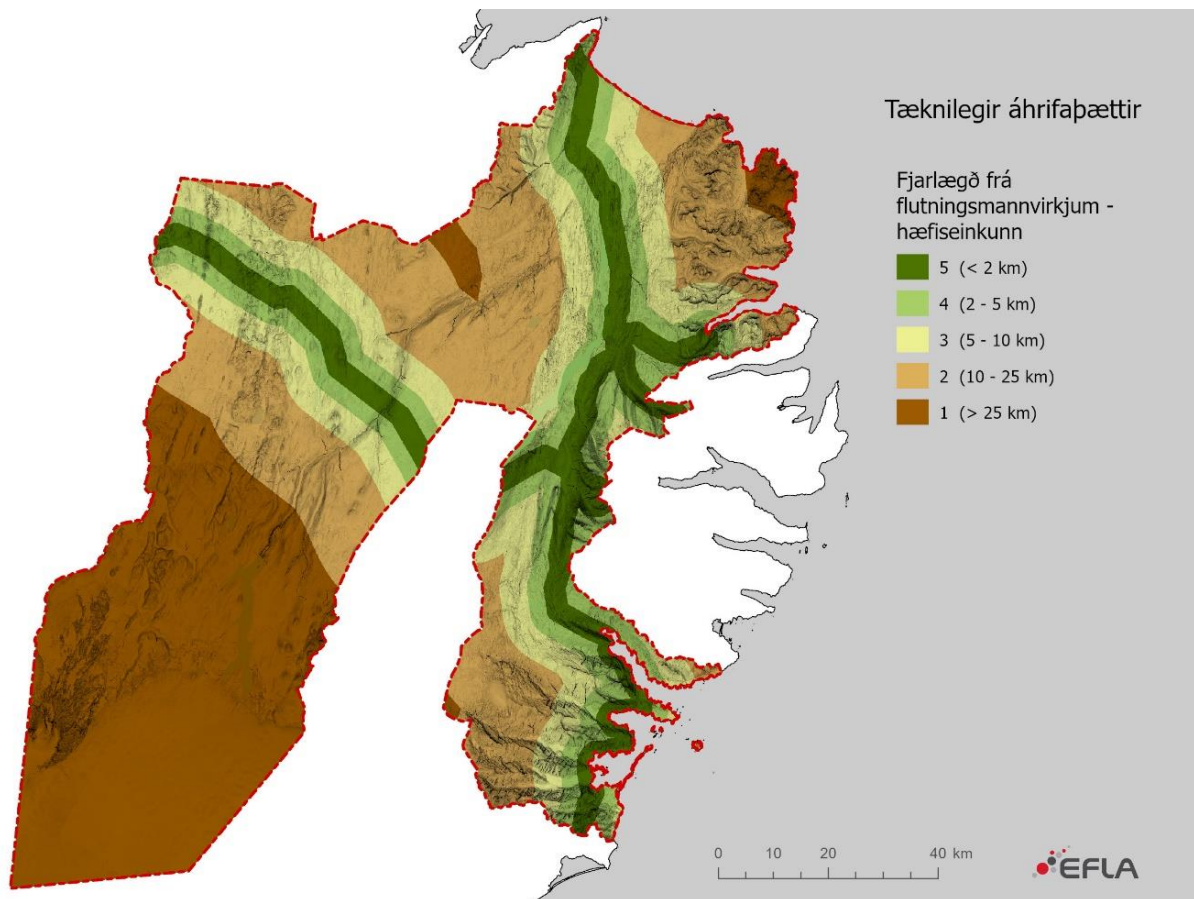 Tæknilegir áhrifaþættir
Fjarlægð frá
flutningsmannvirkjum -
hæfiseinkunn
5 (< 2 km)
4 (2 - 5 km)
3 (5 - 10 km)
2 (10 - 25 km)
1 (> 25 km)
0 10 20 40 km
EFLA